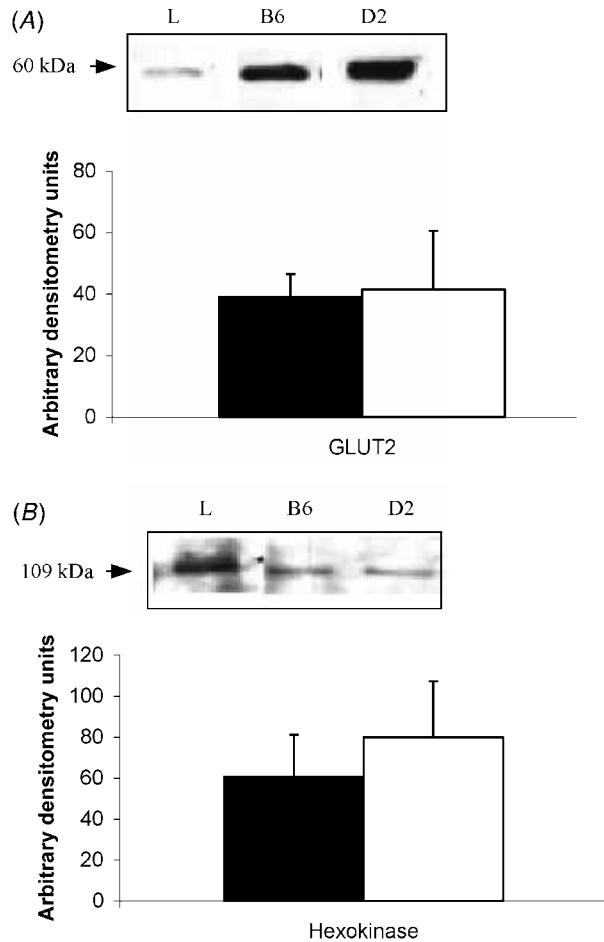 (A)
L B6 D2
60 kDa
Arbitrary densitometry units
80
60
40
20
0
GLUT2
(B)
L B6 D2
109 kDa
Arbitrary densitometry units
120
100
80
60
40
20
0
Hexokinase